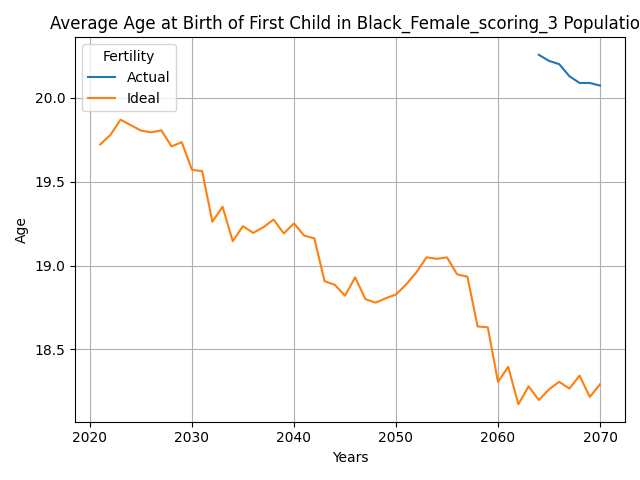 Average Age at Birth of First Child in Black_Female_scoring_3 Populatio
Fertility
Actual
Ideal
20.0
19.5
19.0
18.5
Age
2020 2030 2040 2050 2060 2070
Years